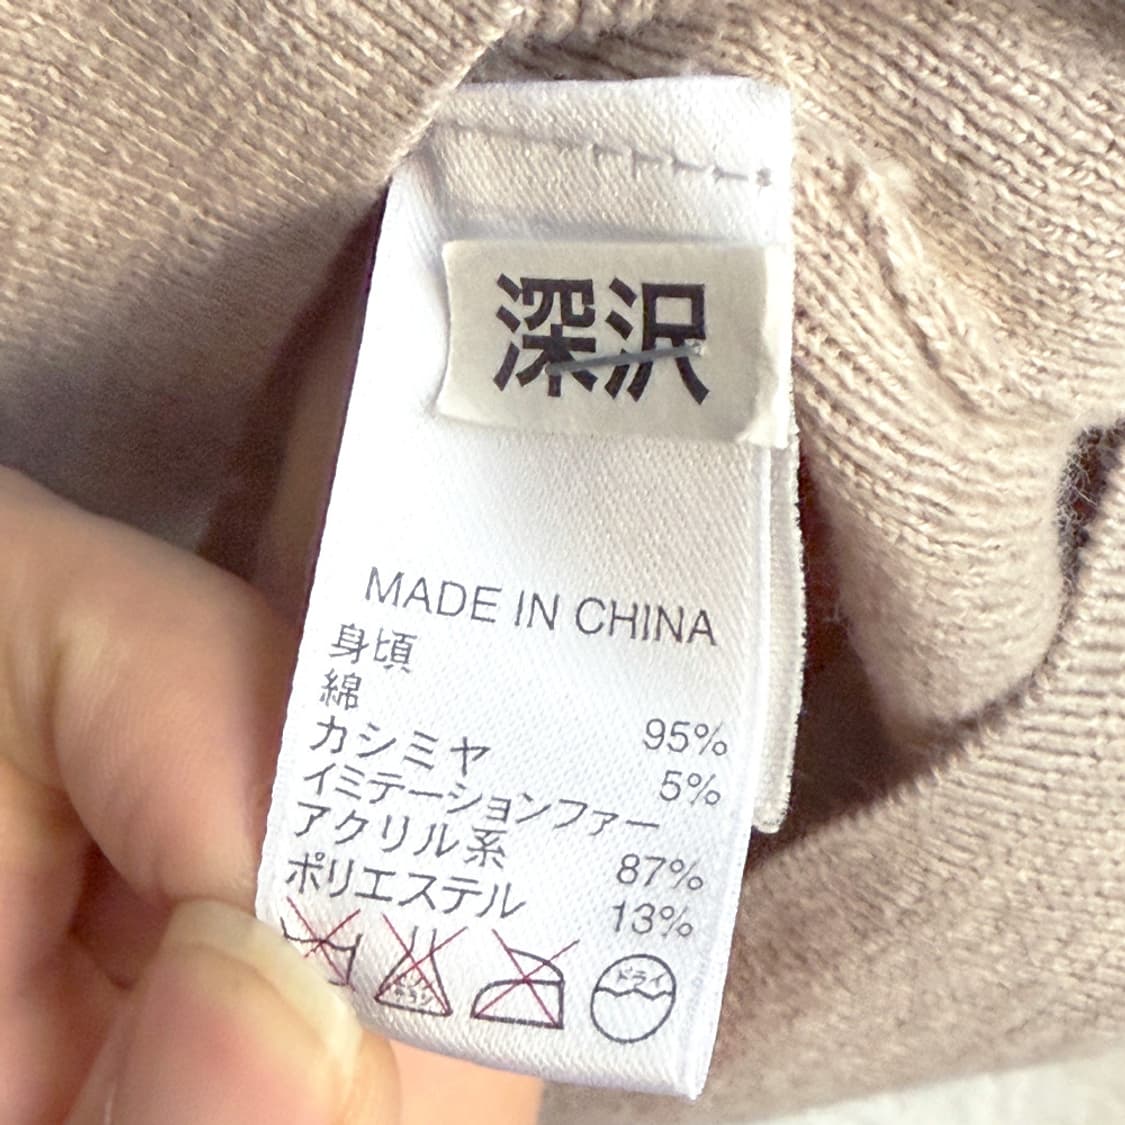 深沢
MADE IN CHINA
身頃
綿 95%
カシミヤ 5%
イミテーションファー
アクリル系 87%
ポリエステル 13%
ドライ